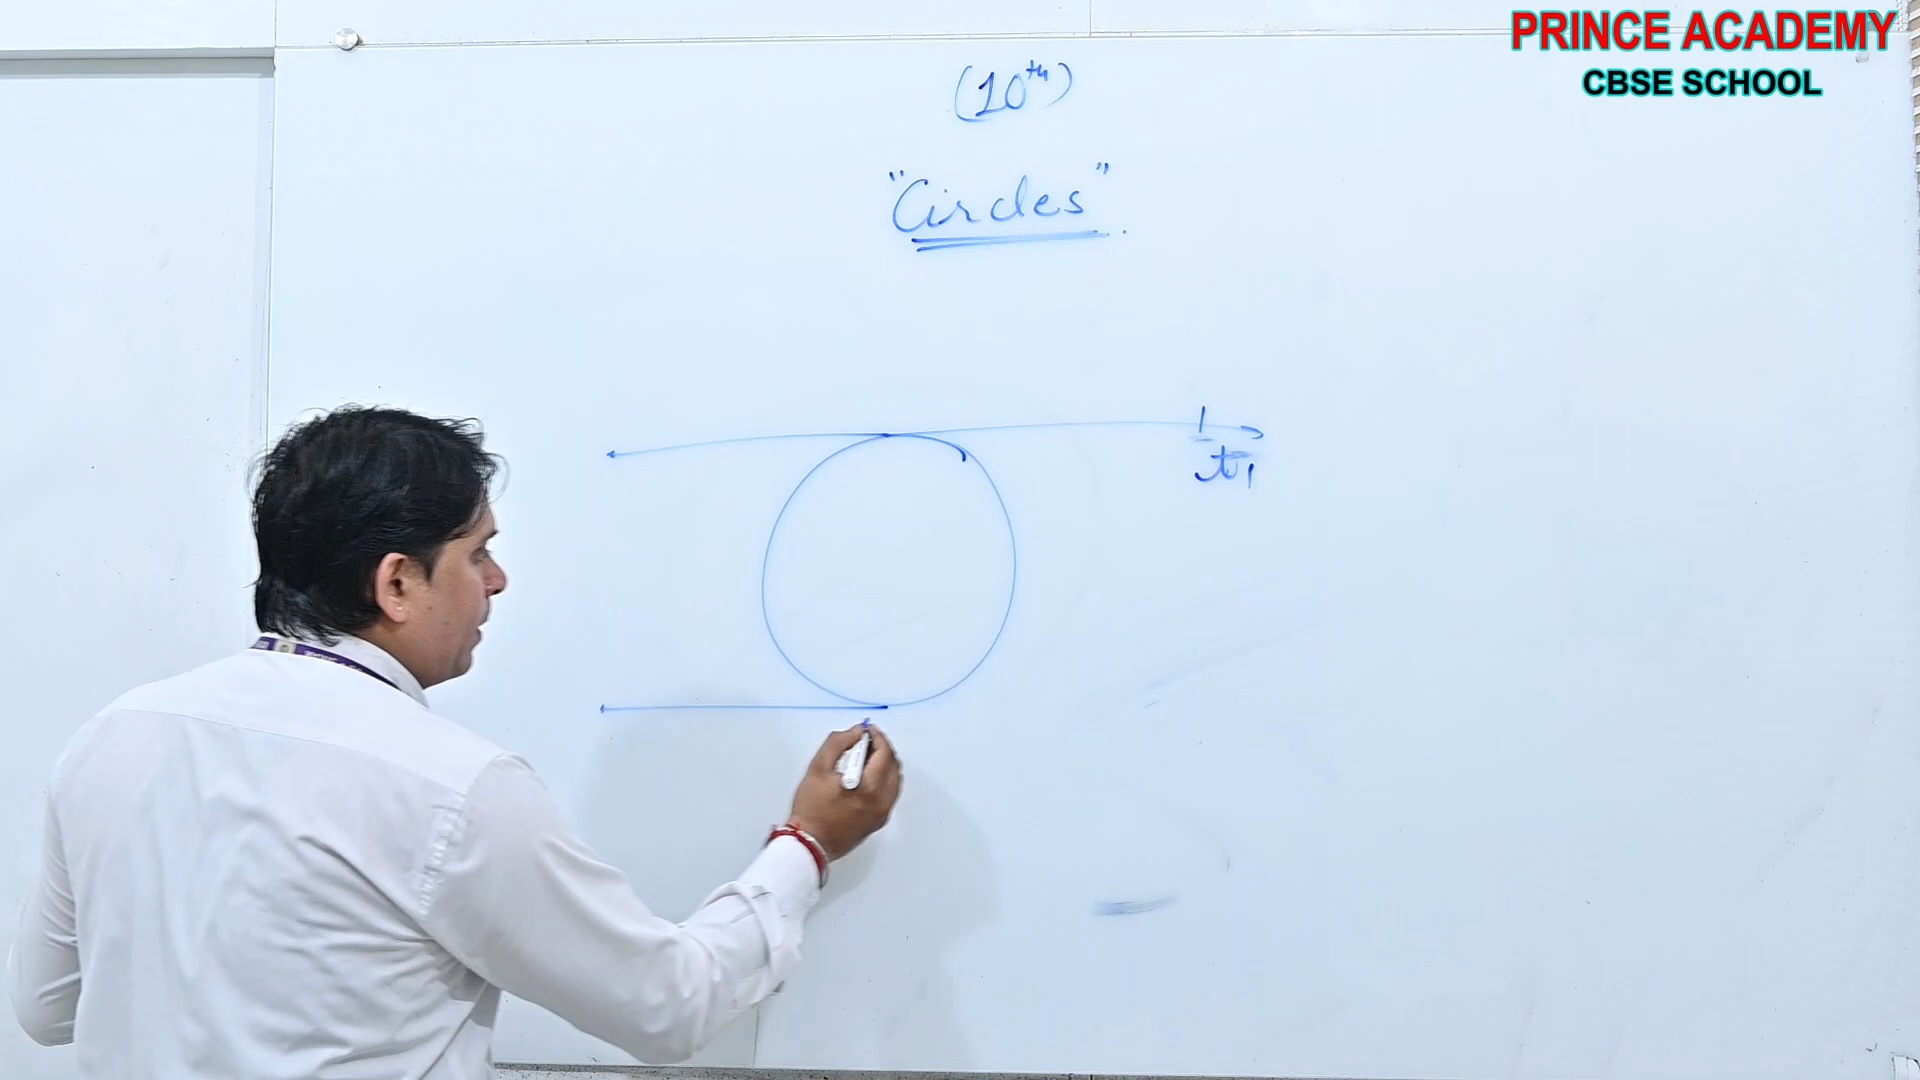 PRINCE ACADEMY
CBSE SCHOOL
(10th)
"Circles".
t1